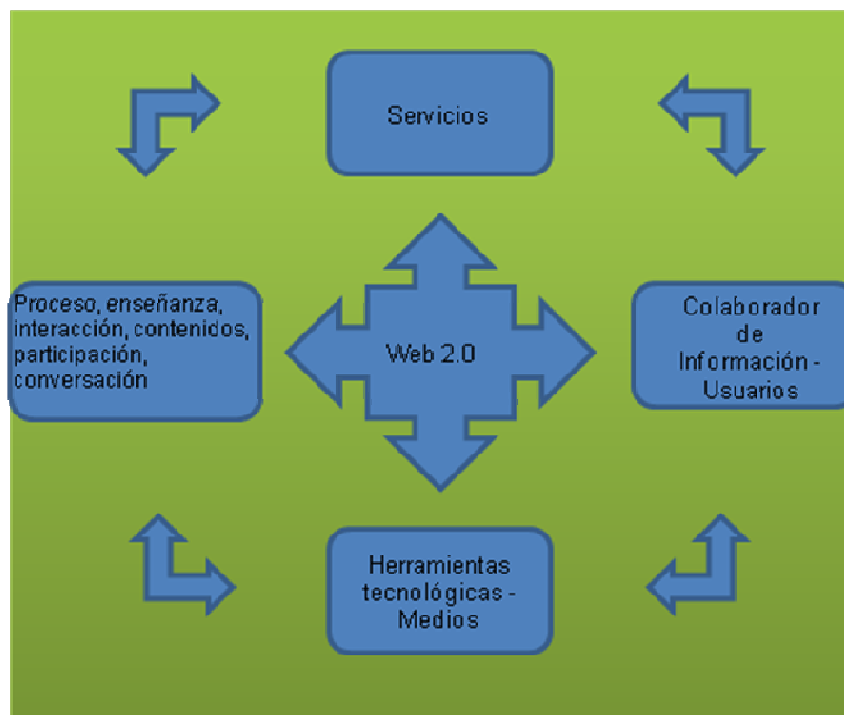 Servicios
Proceso, enseñanza,
interacción, contenidos,
participación,
conversación
Web 2.0
Colaborador
de
Información -
Usuarios
Herramientas
tecnológicas -
Medios